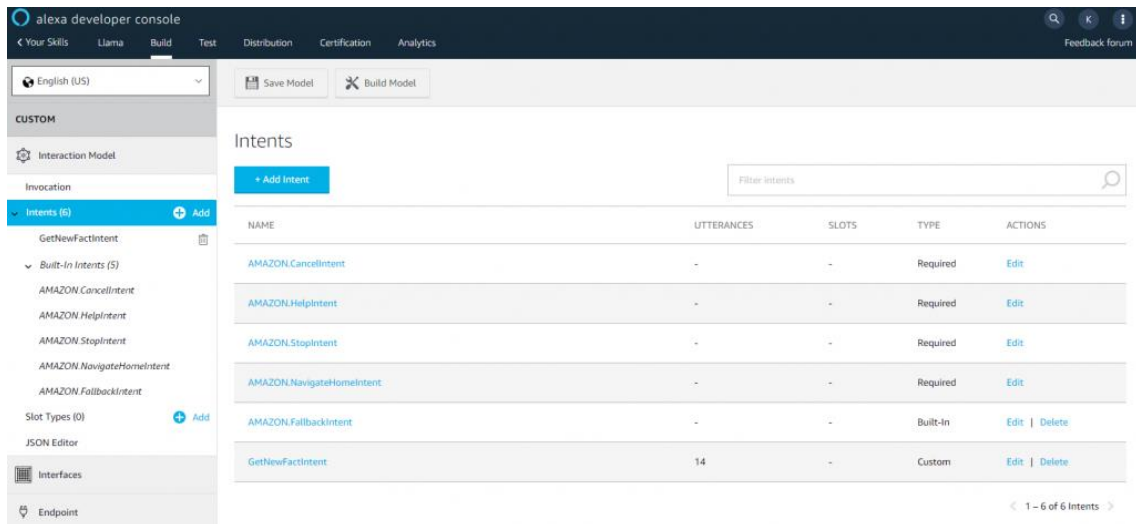 alexa developer console
K
< Your Skills Llama Build Test Distribution Certification Analytics Feedback forum
English (US)
Save Model Build Model
CUSTOM
Interaction Model
Invocation
Intents (6) Add
GetNewFactIntent
Built-In Intents (5)
AMAZON.CancelIntent
AMAZON.HelpIntent
AMAZON.StopIntent
AMAZON.NavigateHomeIntent
AMAZON.FallbackIntent
Slot Types (0) Add
JSON Editor
Interfaces
Endpoint
Intents
+ Add Intent Filter intents
NAME UTTERANCES SLOTS TYPE ACTIONS
AMAZON.CancelIntent - - Required Edit
AMAZON.HelpIntent - - Required Edit
AMAZON.StopIntent - - Required Edit
AMAZON.NavigateHomeIntent - - Required Edit
AMAZON.FallbackIntent - - Built-In Edit | Delete
GetNewFactIntent 14 - Custom Edit | Delete
< 1 – 6 of 6 Intents >